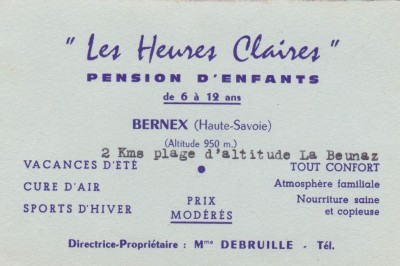 " Les Heures Claires "
PENSION D'ENFANTS
de 6 à 12 ans
BERNEX (Haute-Savoie)
(Altitude 950 m.)
2 Kms plage d'altitude La Beunaz
VACANCES D'ÉTÉ
CURE D'AIR
SPORTS D'HIVER
PRIX
MODÉRÉS
TOUT CONFORT
Atmosphère familiale
Nourriture saine
et copieuse
Directrice-Propriétaire : Mme DEBRUILLE - Tél.